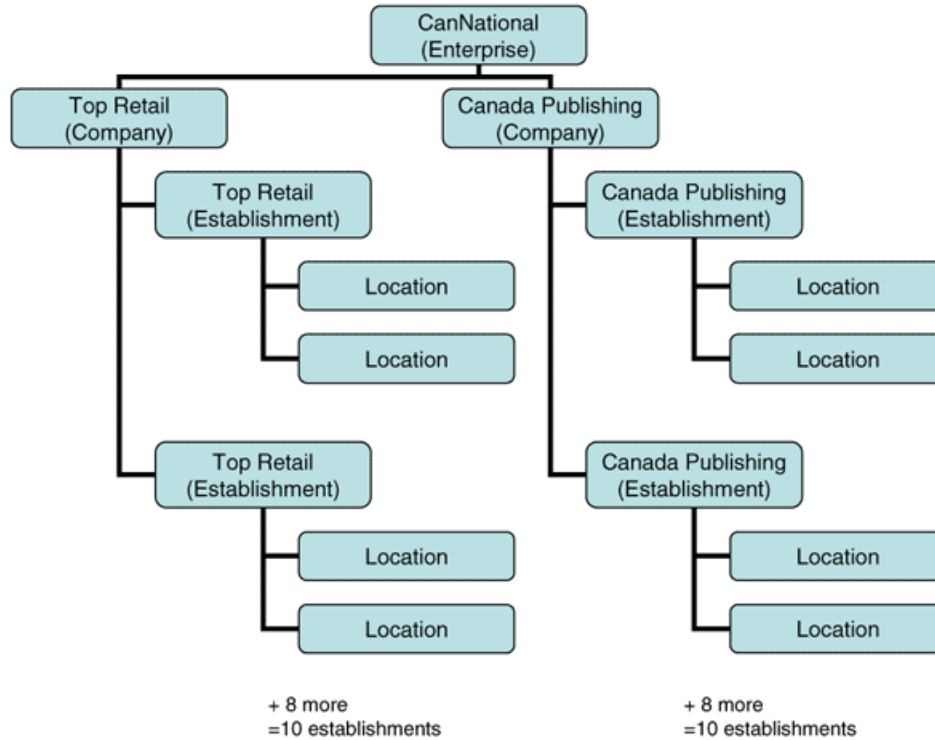 CanNational
(Enterprise)
Top Retail
(Company)
Canada Publishing
(Company)
Top Retail
(Establishment)
Canada Publishing
(Establishment)
Location
Location
Location
Location
Top Retail
(Establishment)
Canada Publishing
(Establishment)
Location
Location
Location
Location
+ 8 more
=10 establishments
+ 8 more
=10 establishments